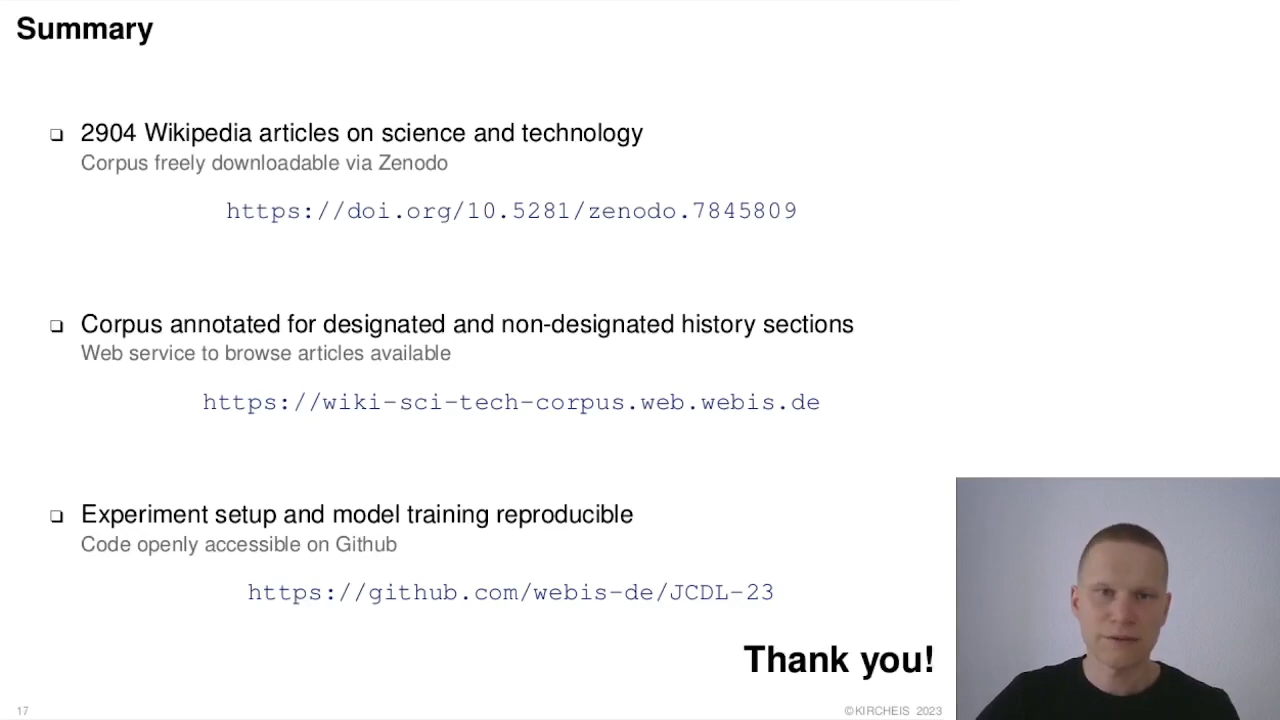 Summary
❏ 2904 Wikipedia articles on science and technology
Corpus freely downloadable via Zenodo
https://doi.org/10.5281/zenodo.7845809
❏ Corpus annotated for designated and non-designated history sections
Web service to browse articles available
https://wiki-sci-tech-corpus.web.webis.de
❏ Experiment setup and model training reproducible
Code openly accessible on Github
https://github.com/webis-de/JCDL-23
Thank you!
17
©KIRCHEIS 2023